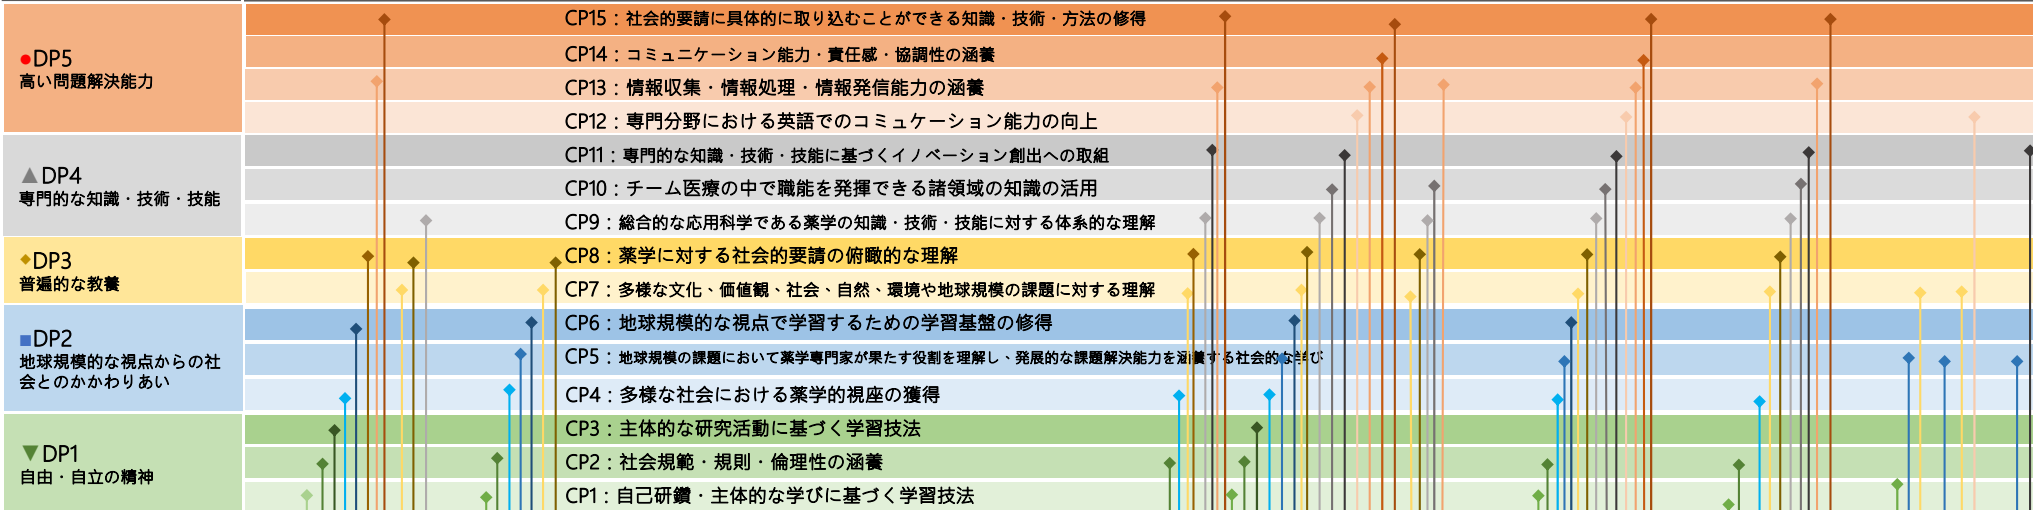 ●DP5
高い問題解決能力
CP15：社会的要請に具体的に取り込むことができる知識・技術・方法の修得
CP14：コミュニケーション能力・責任感・協調性の涵養
CP13：情報収集・情報処理・情報発信能力の涵養
CP12：専門分野における英語でのコミュケーション能力の向上
▲DP4
専門的な知識・技術・技能
CP11：専門的な知識・技術・技能に基づくイノベーション創出への取組
CP10：チーム医療の中で職能を発揮できる諸領域の知識の活用
CP9：総合的な応用科学である薬学の知識・技術・技能に対する体系的な理解
◆DP3
普遍的な教養
CP8：薬学に対する社会的要請の俯瞰的な理解
CP7：多様な文化、価値観、社会、自然、環境や地球規模の課題に対する理解
■DP2
地球規模的な視点からの社
会とのかかわりあい
CP6：地球規模的な視点で学習するための学習基盤の修得
CP5：地球規模の課題において薬学専門家が果たす役割を理解し、発展的な課題解決能力を涵養する社会的な学び
CP4：多様な社会における薬学的視座の獲得
▼DP1
自由・自立の精神
CP3：主体的な研究活動に基づく学習技法
CP2：社会規範・規則・倫理性の涵養
CP1：自己研鑽・主体的な学びに基づく学習技法